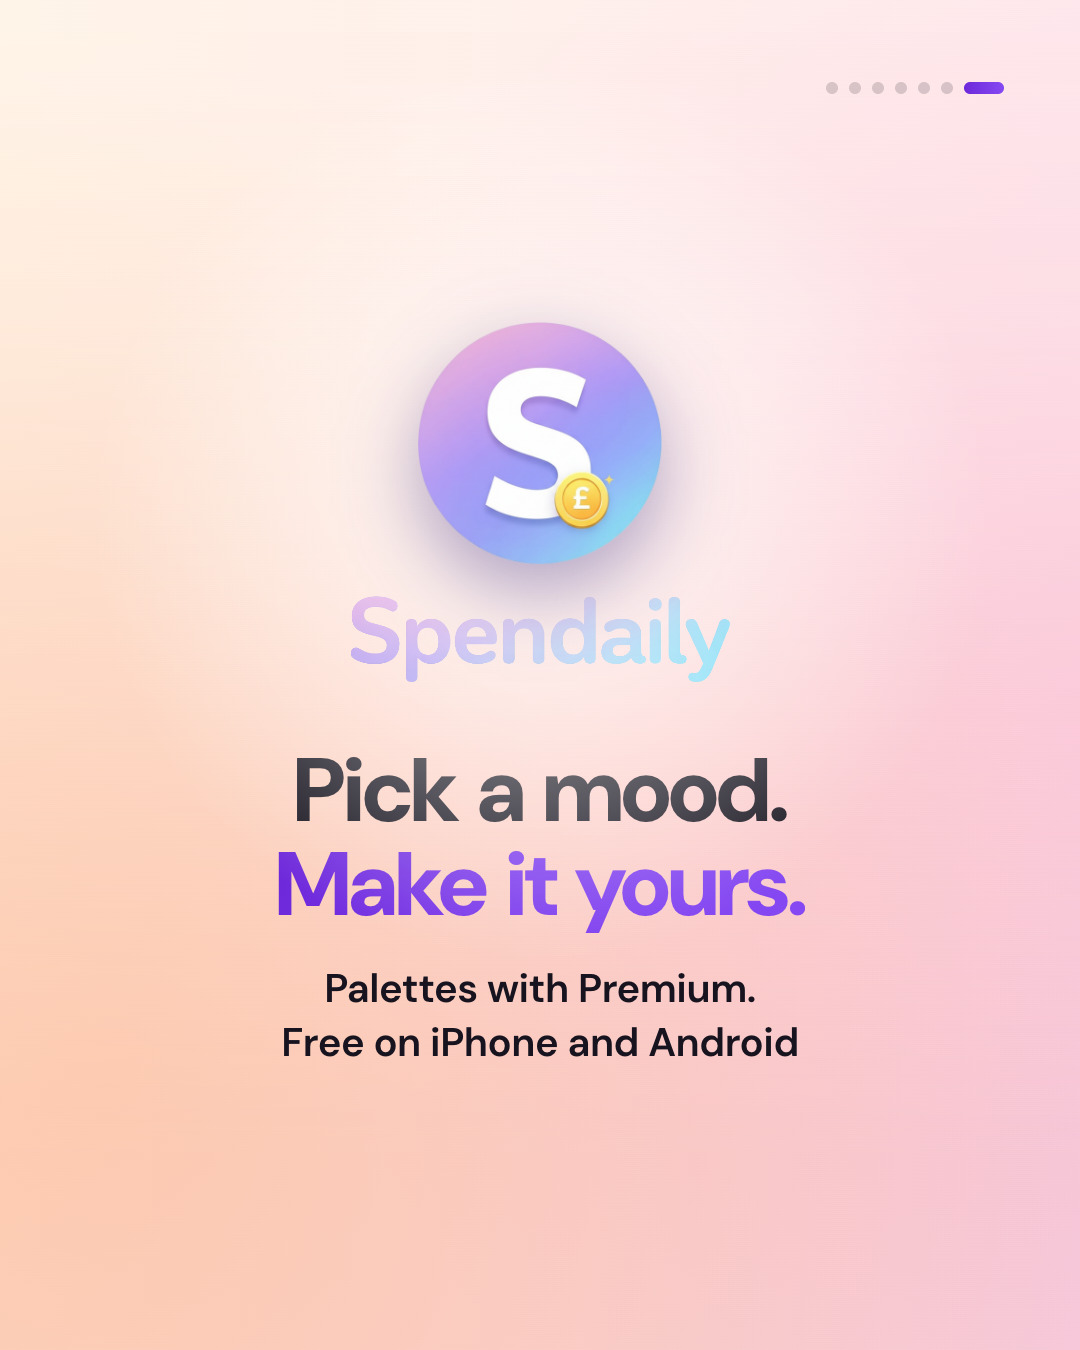 S
£
Spendaily
Pick a mood.
Make it yours.
Palettes with Premium.
Free on iPhone and Android